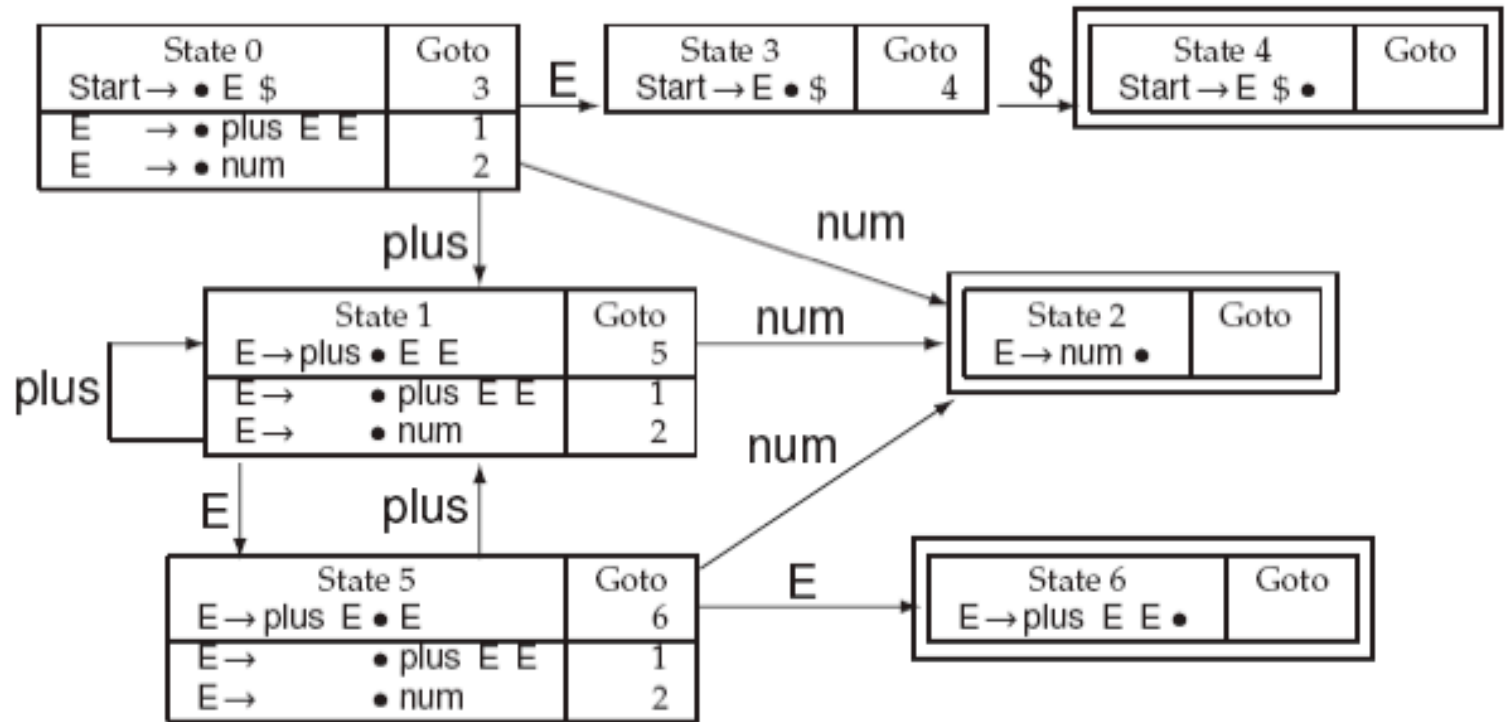 State 0 Goto
Start → • E $ 3
E → • plus E E 1
E → • num 2
E
State 3 Goto
Start → E • $ 4
$
State 4 Goto
Start → E $ •
plus
num
State 1 Goto
E → plus • E E 5
E → • plus E E 1
E → • num 2
plus
num
State 2 Goto
E → num •
E
plus
num
State 5 Goto
E → plus E • E 6
E → • plus E E 1
E → • num 2
E
State 6 Goto
E → plus E E •